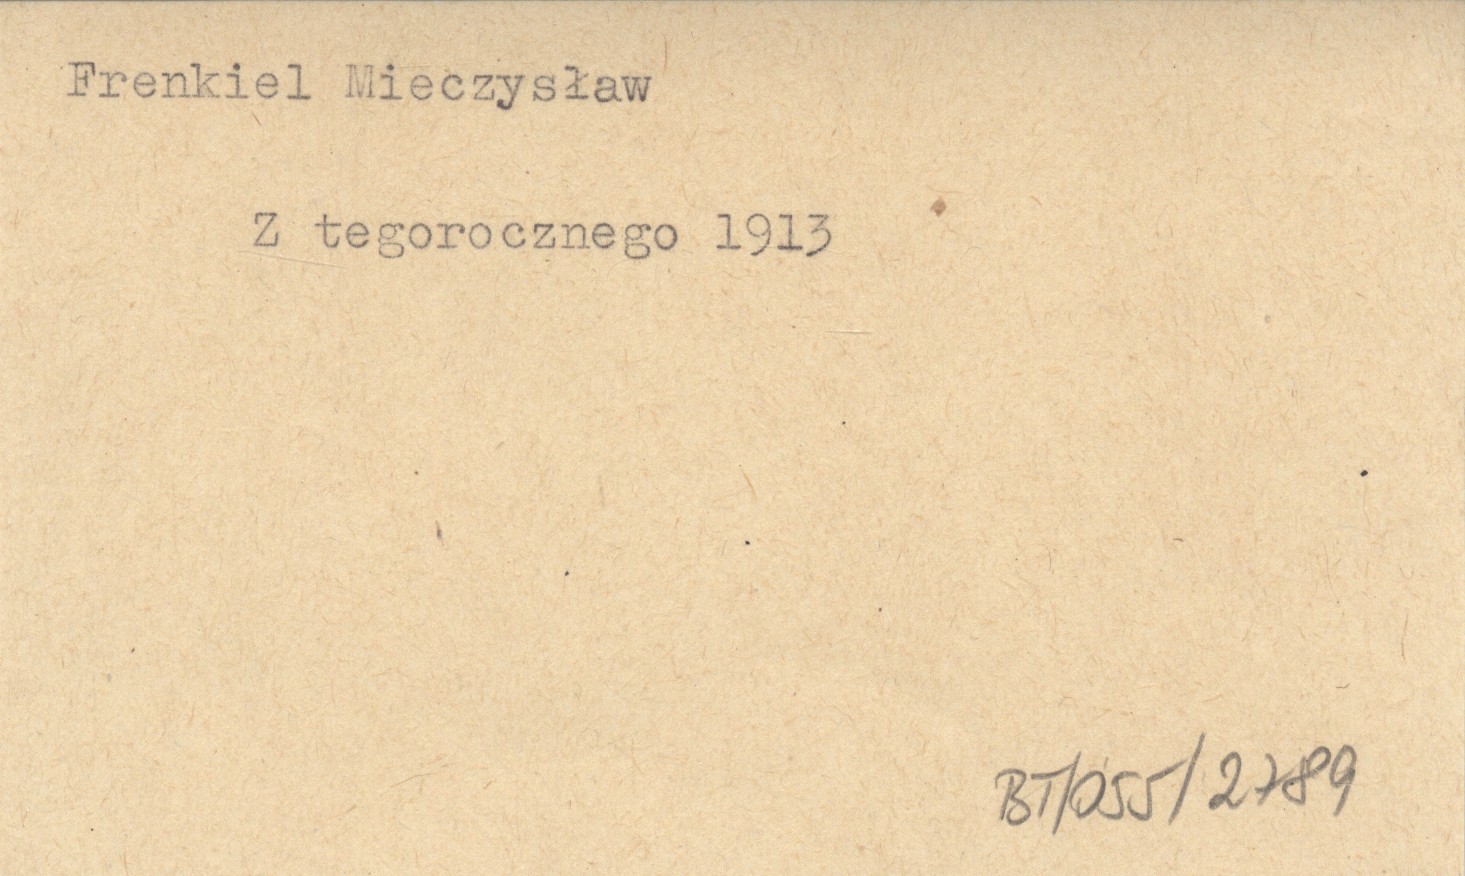 Frenkiel Mieczysław
Z tegorocznego 1913
BT/055/2789